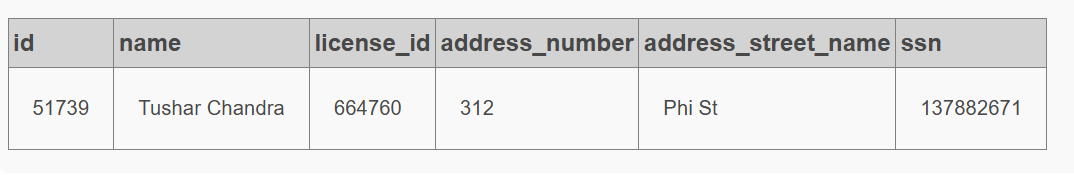 id name license_id address_number address_street_name ssn
51739 Tushar Chandra 664760 312 Phi St 137882671